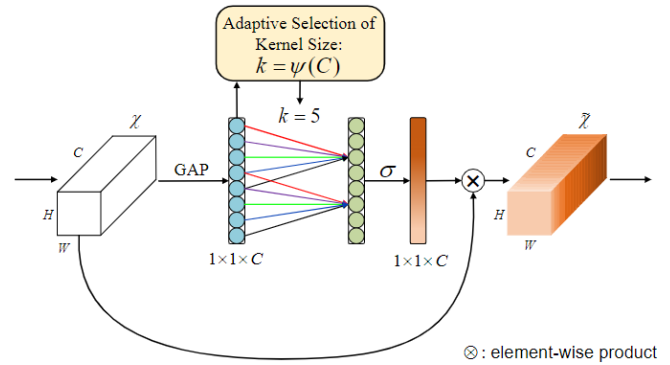 Adaptive Selection of
Kernel Size:
k = ψ(C)
k = 5
χ
C
H
W
GAP
1×1×C
σ
1×1×C
⊗
χ̃
C
H
W
⊗ : element-wise product